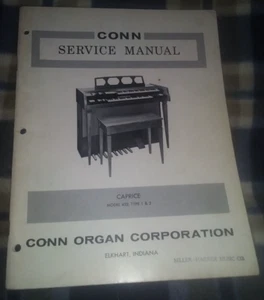 CONN
SERVICE MANUAL
CAPRICE
CONN ORGAN CORPORATION
ELKHART, INDIANA